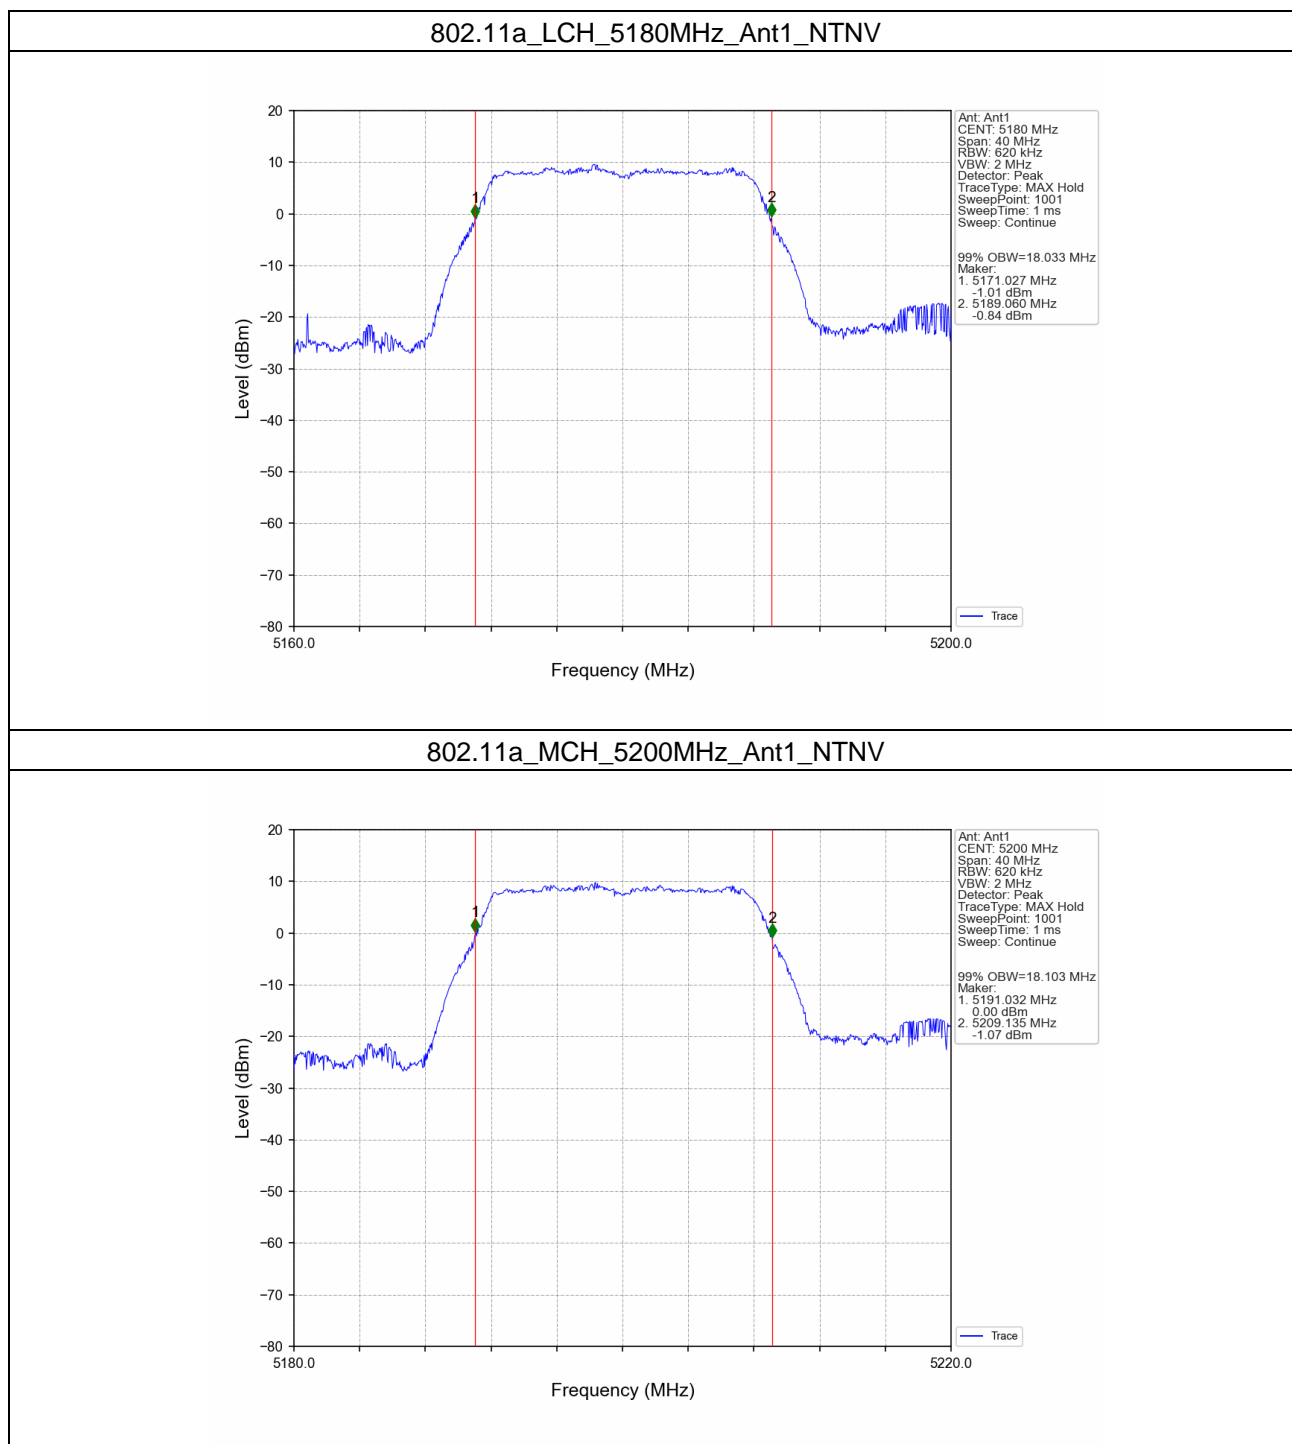 802.11a_LCH_5180MHz_Ant1_NTNV
20
10
0
−10
−20
−30
−40
−50
−60
−70
−80
Level (dBm)
5160.0
5200.0
Frequency (MHz)
1
2
Ant: Ant1
CENT: 5180 MHz
Span: 40 MHz
RBW: 620 kHz
VBW: 2 MHz
Detector: Peak
TraceType: MAX Hold
SweepPoint: 1001
SweepTime: 1 ms
Sweep: Continue
99% OBW=18.033 MHz
Maker:
1. 5171.027 MHz
-1.01 dBm
2. 5189.060 MHz
-0.84 dBm
Trace
802.11a_MCH_5200MHz_Ant1_NTNV
20
10
0
−10
−20
−30
−40
−50
−60
−70
−80
Level (dBm)
5180.0
5220.0
Frequency (MHz)
1
2
Ant: Ant1
CENT: 5200 MHz
Span: 40 MHz
RBW: 620 kHz
VBW: 2 MHz
Detector: Peak
TraceType: MAX Hold
SweepPoint: 1001
SweepTime: 1 ms
Sweep: Continue
99% OBW=18.103 MHz
Maker:
1. 5191.032 MHz
0.00 dBm
2. 5209.135 MHz
-1.07 dBm
Trace